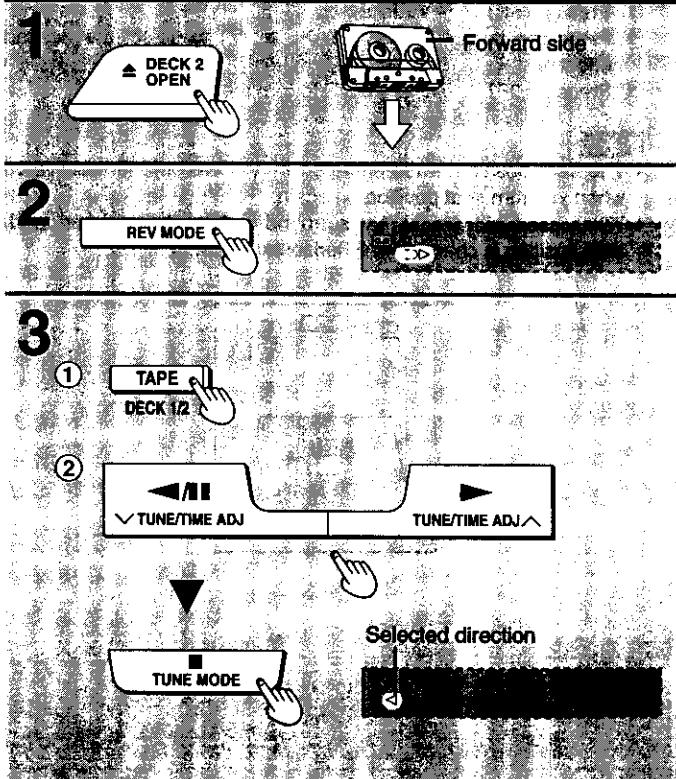 1
▲ DECK 2
OPEN
Forward side
2
REV MODE
3
① TAPE
DECK 1/2
②
◀/▮▮
▶
∨ TUNE/TIME ADJ
TUNE/TIME ADJ ∧
■
TUNE MODE
Selected direction